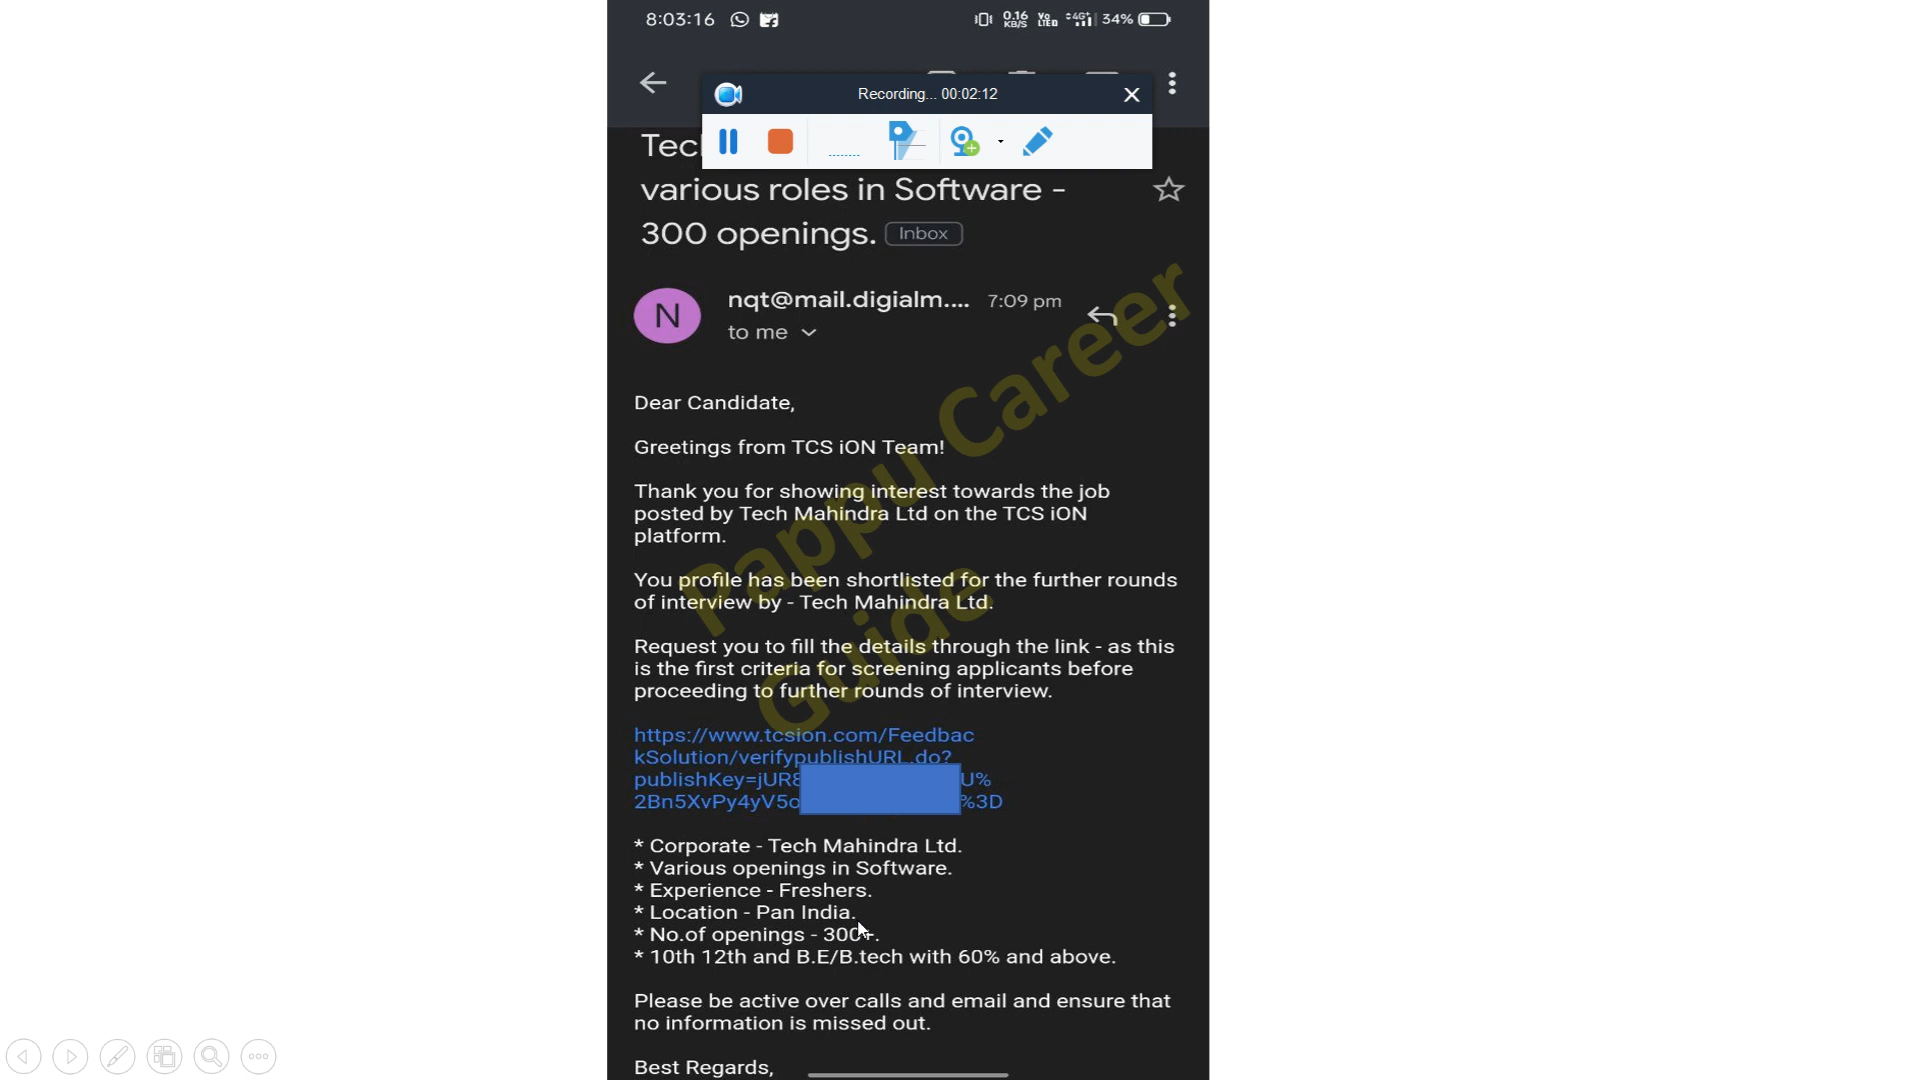 8:03:16
0.16 KB/S Vo LTE 4G+ 34%
Recording... 00:02:12
Tec
various roles in Software -
300 openings. Inbox
N
nqt@mail.digialm.... 7:09 pm
to me
Dear Candidate,
Greetings from TCS iON Team!
Thank you for showing interest towards the job
posted by Tech Mahindra Ltd on the TCS iON
platform.
You profile has been shortlisted for the further rounds
of interview by - Tech Mahindra Ltd.
Request you to fill the details through the link - as this
is the first criteria for screening applicants before
proceeding to further rounds of interview.
https://www.tcsion.com/Feedbac
kSolution/verifypublishURL.do?
publishKey=jUR8 U%
2Bn5XvPy4yV5o %3D
* Corporate - Tech Mahindra Ltd.
* Various openings in Software.
* Experience - Freshers.
* Location - Pan India.
* No.of openings - 300+.
* 10th 12th and B.E/B.tech with 60% and above.
Please be active over calls and email and ensure that
no information is missed out.
Best Regards,
Pappu Career
Guide